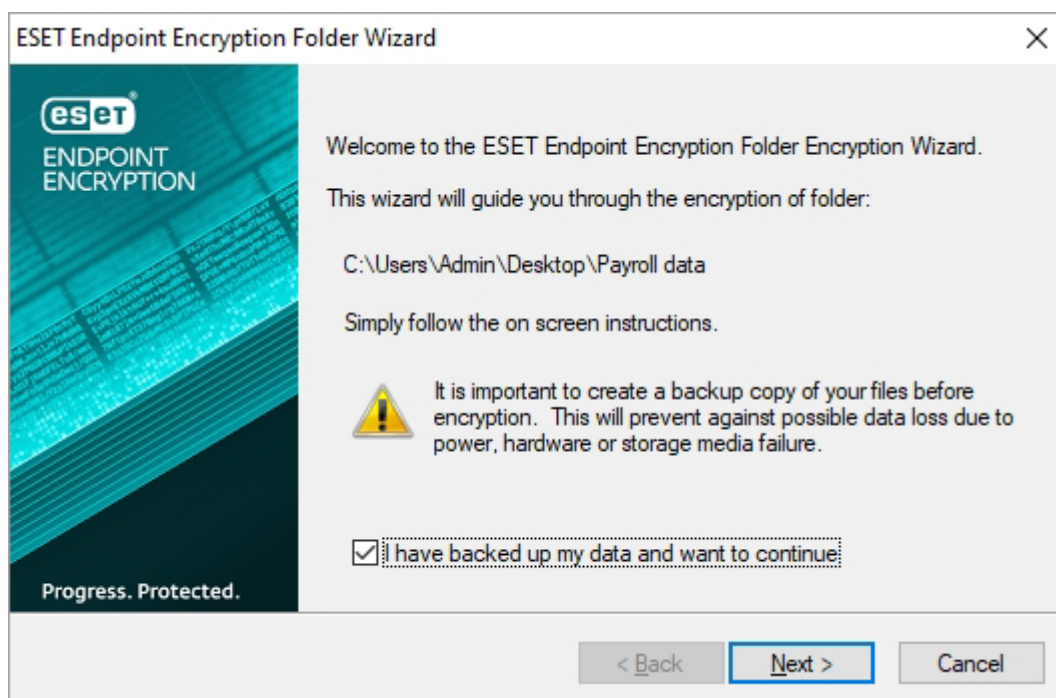 ESET Endpoint Encryption Folder Wizard
eseT®
ENDPOINT
ENCRYPTION
Welcome to the ESET Endpoint Encryption Folder Encryption Wizard.
This wizard will guide you through the encryption of folder:
C:\Users\Admin\Desktop\Payroll data
Simply follow the on screen instructions.
It is important to create a backup copy of your files before
encryption.  This will prevent against possible data loss due to
power, hardware or storage media failure.
I have backed up my data and want to continue
Progress. Protected.
< Back
Next >
Cancel